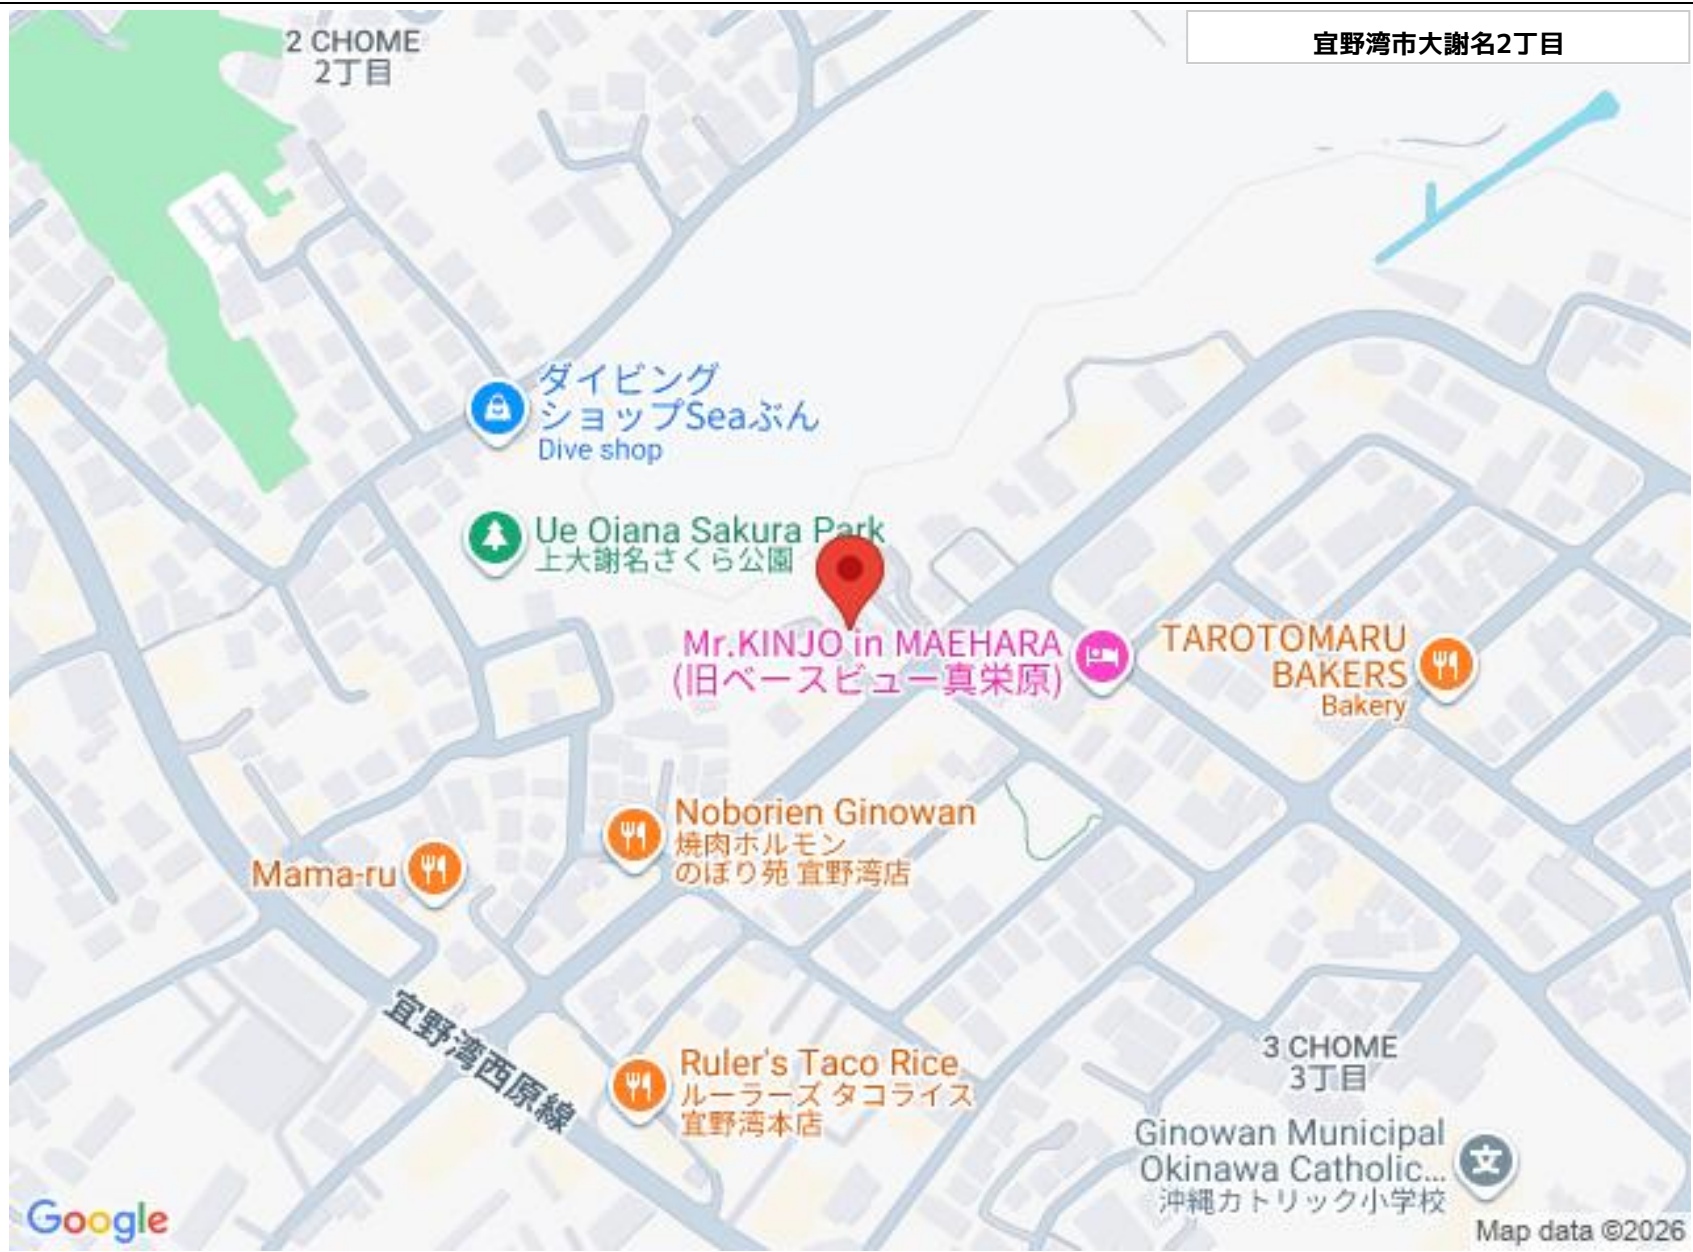 宜野湾市大謝名2丁目
2 CHOME
2丁目
ダイビング
ショップSeaぶん
Dive shop
Ue Ojana Sakura Park
上大謝名さくら公園
Mr.KINJO in MAEHARA
(旧ベースビュー真栄原)
TAROTOMARU
BAKERS
Bakery
Noborien Ginowan
焼肉ホルモン
のぼり苑 宜野湾店
Mama-ru
宜野湾西原線
Ruler's Taco Rice
ルーラーズ タコライス
宜野湾本店
3 CHOME
3丁目
Ginowan Municipal
Okinawa Catholic...
沖縄カトリック小学校
文
Google
Map data ©2026